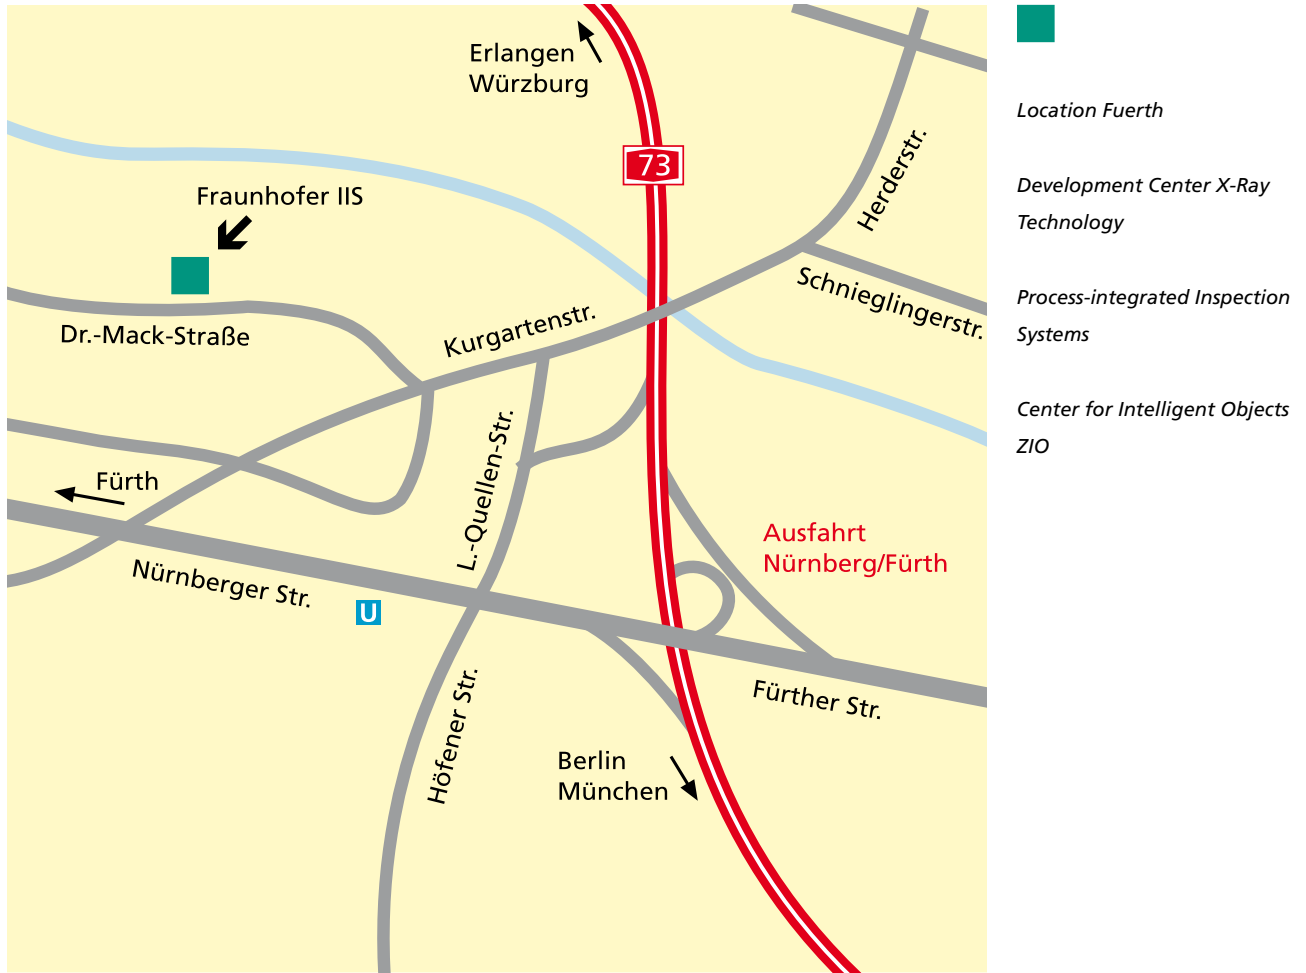 Erlangen
Würzburg
73
Herderstr.
Fraunhofer IIS
Schnieglingerstr.
Dr.-Mack-Straße
Kurgartenstr.
L.-Quellen-Str.
Fürth
Ausfahrt
Nürnberg/Fürth
Nürnberger Str.
U
Höfener Str.
Fürther Str.
Berlin
München
Location Fuerth
Development Center X-Ray
Technology
Process-integrated Inspection
Systems
Center for Intelligent Objects
ZIO